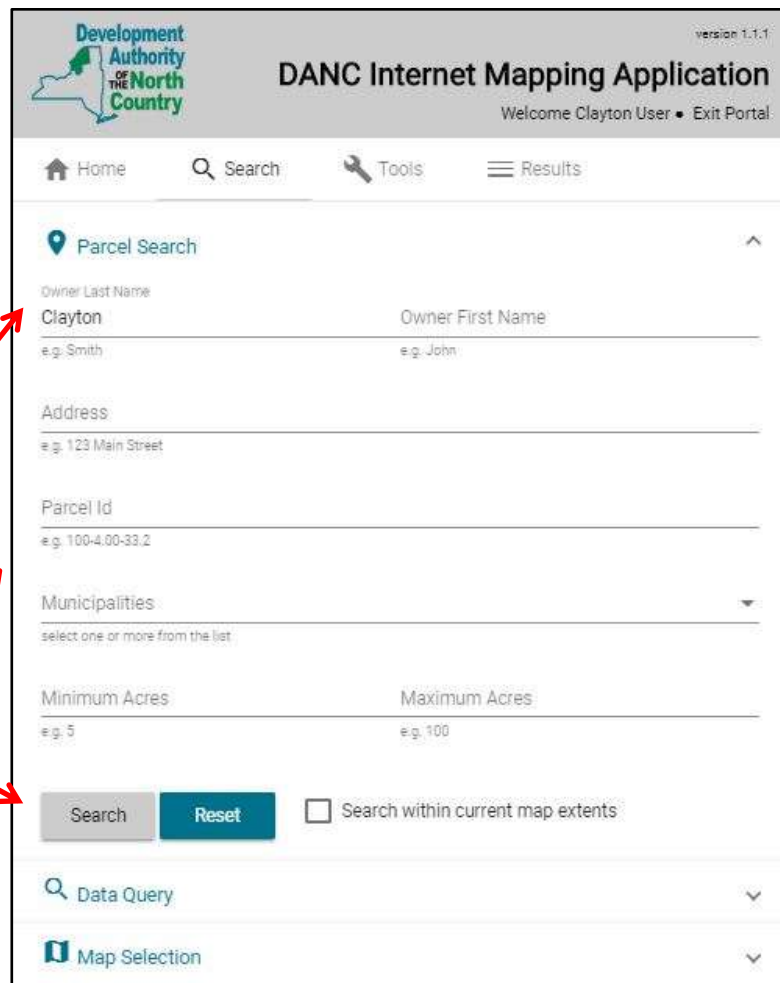 Development
Authority
OF THE North
Country
version 1.1.1
DANC Internet Mapping Application
Welcome Clayton User • Exit Portal
Home Search Tools Results
Parcel Search
Owner Last Name
Clayton Owner First Name
e.g. Smith e.g. John
Address
e.g. 123 Main Street
Parcel Id
e.g. 100-4.00-33.2
Municipalities
select one or more from the list
Minimum Acres Maximum Acres
e.g. 5 e.g. 100
Search Reset Search within current map extents
Data Query
Map Selection